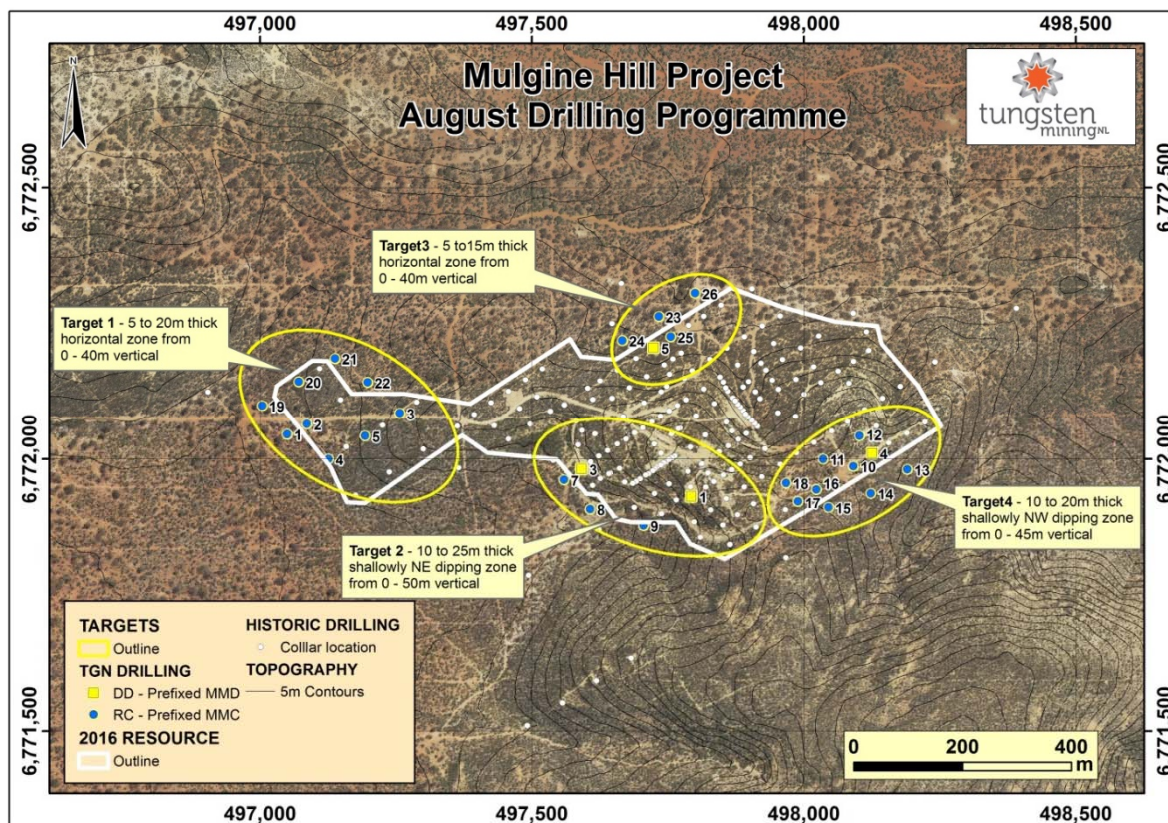 497,000
497,500
498,000
498,500
N
Mulgine Hill Project
August Drilling Programme
tungsten
miningNL
6,772,500
6,772,500
Target3 - 5 to15m thick
horizontal zone from
0 - 40m vertical
Target 1 - 5 to 20m thick
horizontal zone from
0 - 40m vertical
26
23
24
25
5
21
20
22
19
3
2
1
5
4
6,772,000
6,772,000
3
7
1
8
9
12
4
11
10
13
18
16
14
17
15
Target4 - 10 to 20m thick
shallowly NW dipping zone
from 0 - 45m vertical
Target 2 - 10 to 25m thick
shallowly NE dipping zone
from 0 - 50m vertical
TARGETS
Outline
TGN DRILLING
DD - Prefixed MMD
RC - Prefixed MMC
2016 RESOURCE
Outline
HISTORIC DRILLING
Colllar location
TOPOGRAPHY
5m Contours
6,771,500
6,771,500
0 200 400
m
497,000
497,500
498,000
498,500